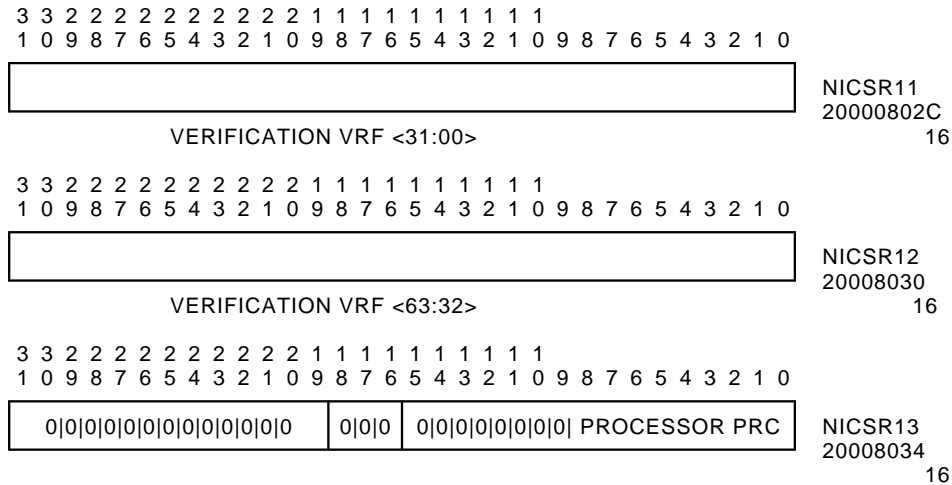 3 3 2 2 2 2 2 2 2 2 2 2 1 1 1 1 1 1 1 1 1 1
1 0 9 8 7 6 5 4 3 2 1 0 9 8 7 6 5 4 3 2 1 0 9 8 7 6 5 4 3 2 1 0
NICSR11
20000802C
16
VERIFICATION VRF <31:00>
3 3 2 2 2 2 2 2 2 2 2 2 1 1 1 1 1 1 1 1 1 1
1 0 9 8 7 6 5 4 3 2 1 0 9 8 7 6 5 4 3 2 1 0 9 8 7 6 5 4 3 2 1 0
NICSR12
20008030
16
VERIFICATION VRF <63:32>
3 3 2 2 2 2 2 2 2 2 2 2 1 1 1 1 1 1 1 1 1 1
1 0 9 8 7 6 5 4 3 2 1 0 9 8 7 6 5 4 3 2 1 0 9 8 7 6 5 4 3 2 1 0
0|0|0|0|0|0|0|0|0|0|0|0|0 0|0|0 0|0|0|0|0|0|0|0| PROCESSOR PRC
NICSR13
20008034
16